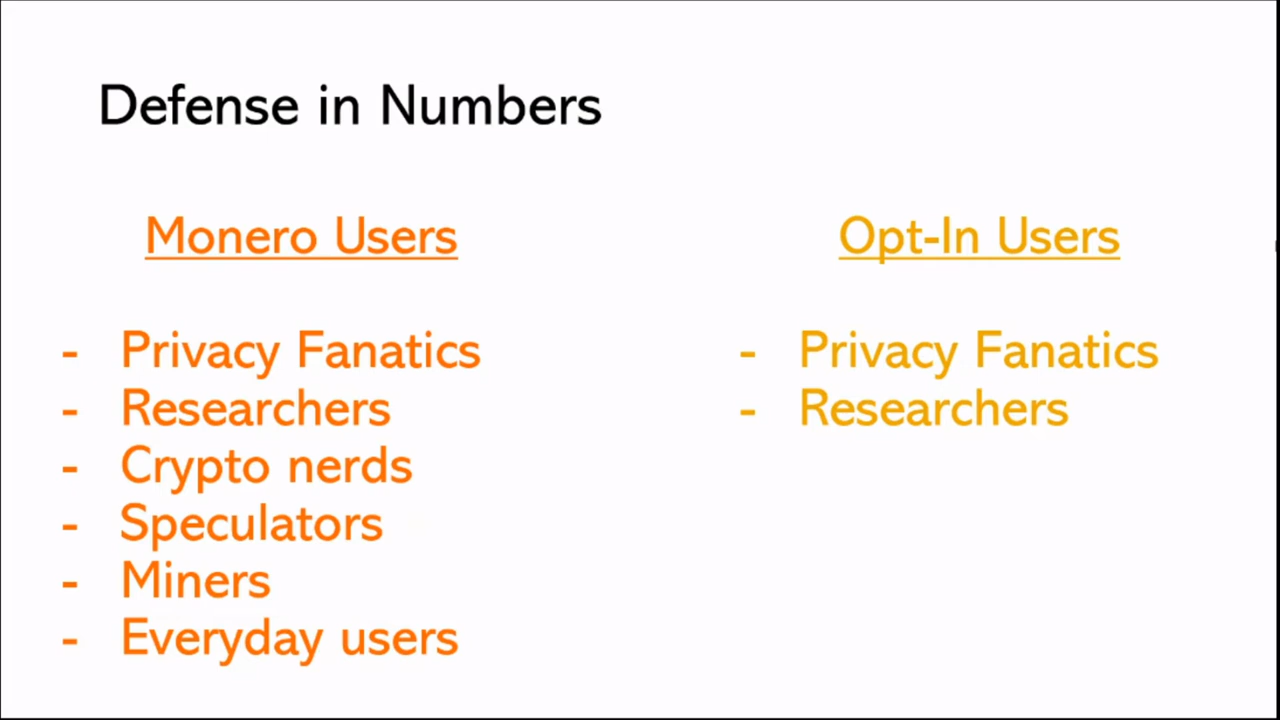 Defense in Numbers
Monero Users
- Privacy Fanatics
- Researchers
- Crypto nerds
- Speculators
- Miners
- Everyday users
Opt-In Users
- Privacy Fanatics
- Researchers